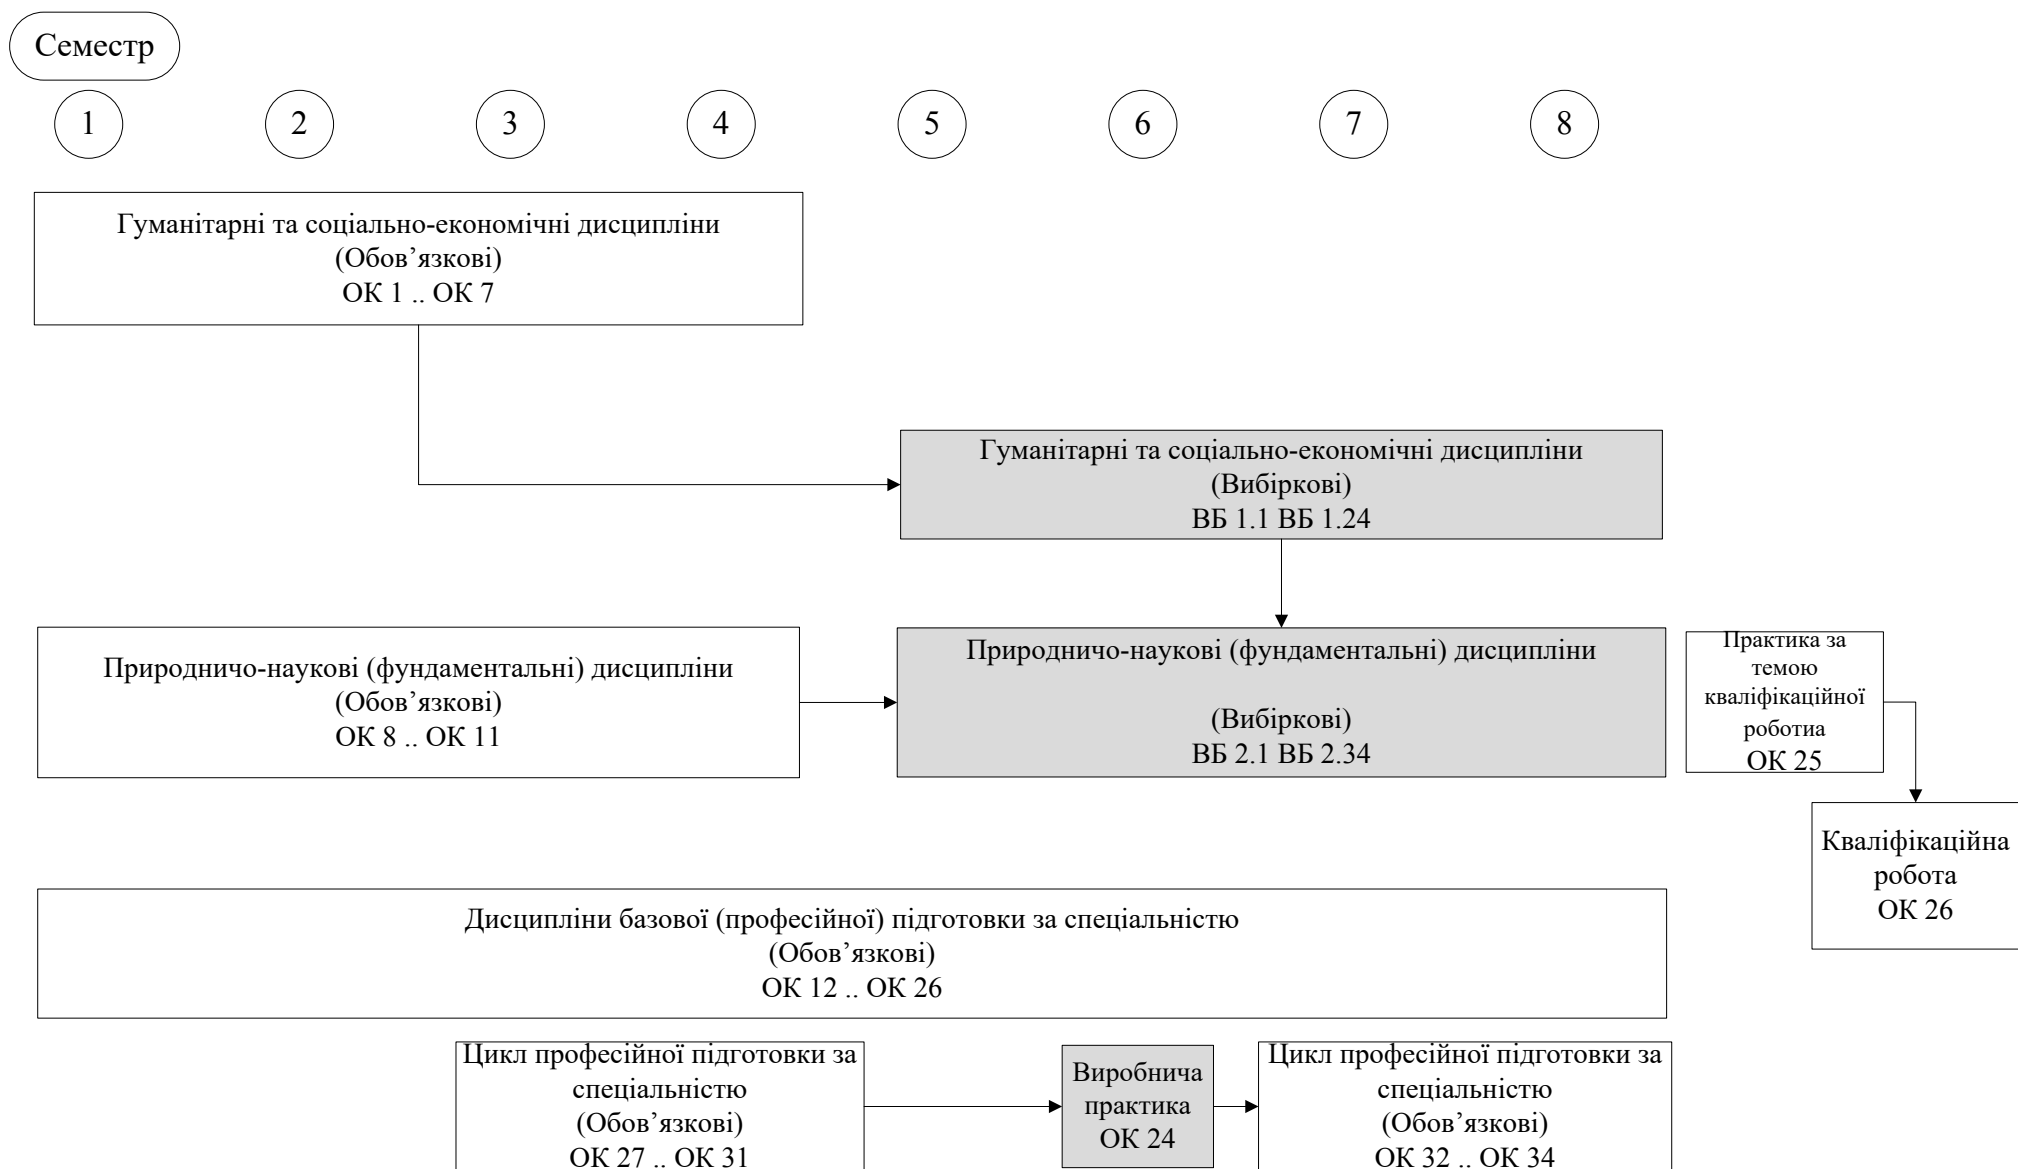 Семестр
1 2 3 4 5 6 7 8
Гуманітарні та соціально-економічні дисципліни
(Обов’язкові)
ОК 1 .. ОК 7
Гуманітарні та соціально-економічні дисципліни
(Вибіркові)
ВБ 1.1 ВБ 1.24
Природничо-наукові (фундаментальні) дисципліни
(Обов’язкові)
ОК 8 .. ОК 11
Природничо-наукові (фундаментальні) дисципліни
(Вибіркові)
ВБ 2.1 ВБ 2.34
Практика за
темою
кваліфікаційної
роботиа
ОК 25
Кваліфікаційна
робота
ОК 26
Дисципліни базової (професійної) підготовки за спеціальністю
(Обов’язкові)
ОК 12 .. ОК 26
Цикл професійної підготовки за
спеціальністю
(Обов’язкові)
ОК 27 .. ОК 31
Виробнича
практика
ОК 24
Цикл професійної підготовки за
спеціальністю
(Обов’язкові)
ОК 32 .. ОК 34